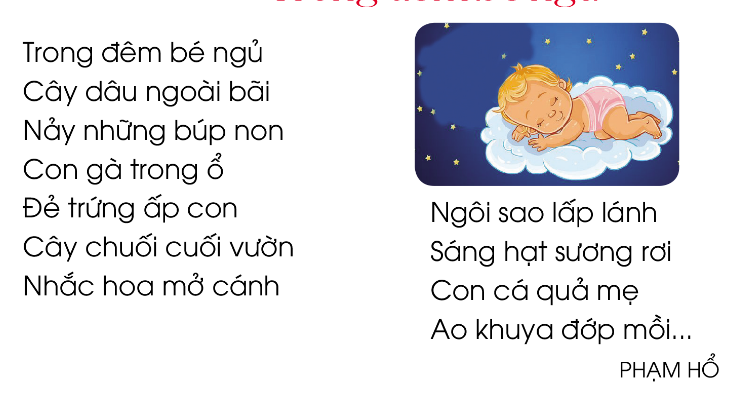 Trong đêm bé ngủ
Cây dâu ngoài bãi
Nảy những búp non
Con gà trong ổ
Đẻ trứng ấp con
Cây chuối cuối vườn
Nhắc hoa mở cánh
Ngôi sao lấp lánh
Sáng hạt sương rơi
Con cá quả mẹ
Ao khuya đớp mồi...
PHẠM HỔ